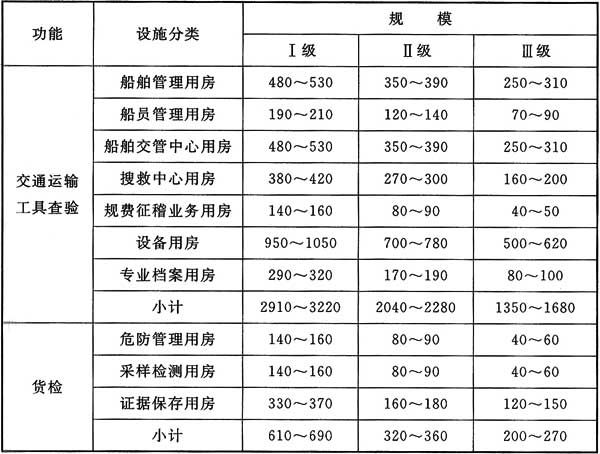 功能 设施分类 规 模
Ⅰ级 Ⅱ级 Ⅲ级
交通运输工具查验
船舶管理用房 480～530 350～390 250～310
船员管理用房 190～210 120～140 70～90
船舶交管中心用房 480～530 350～390 250～310
搜救中心用房 380～420 270～300 160～200
规费征稽业务用房 140～160 80～90 40～50
设备用房 950～1050 700～780 500～620
专业档案用房 290～320 170～190 80～100
小计 2910～3220 2040～2280 1350～1680
货检
危防管理用房 140～160 80～90 40～60
采样检测用房 140～160 80～90 40～60
证据保存用房 330～370 160～180 120～150
小计 610～690 320～360 200～270